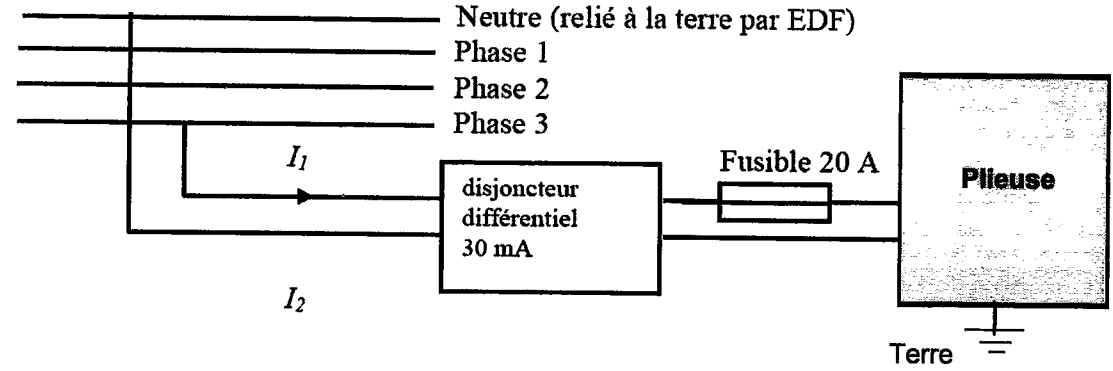 Neutre (relié à la terre par EDF)
Phase 1
Phase 2
Phase 3
I1
Fusible 20 A
disjoncteur
différentiel
30 mA
Plieuse
I2
Terre